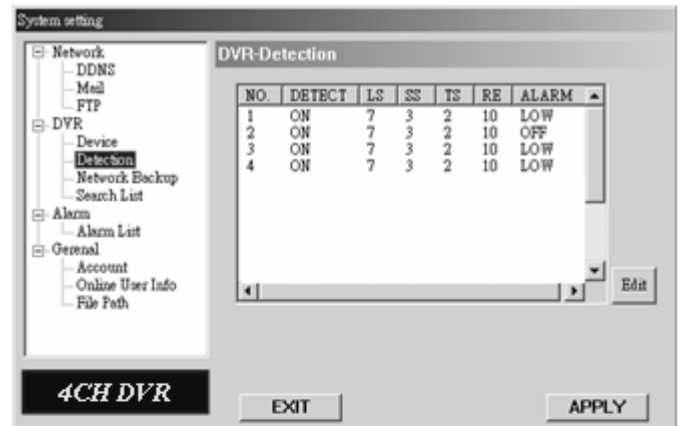 System setting
Network
DDNS
Mail
FTP
DVR
Device
Detection
Network Backup
Search List
Alarm
Alarm List
Gerenal
Account
Online User Info
File Path
4CH DVR
DVR-Detection
NO. DETECT LS SS TS RE ALARM
1 ON 7 3 2 10 LOW
2 ON 7 3 2 10 OFF
3 ON 7 3 2 10 LOW
4 ON 7 3 2 10 LOW
Edit
EXIT APPLY